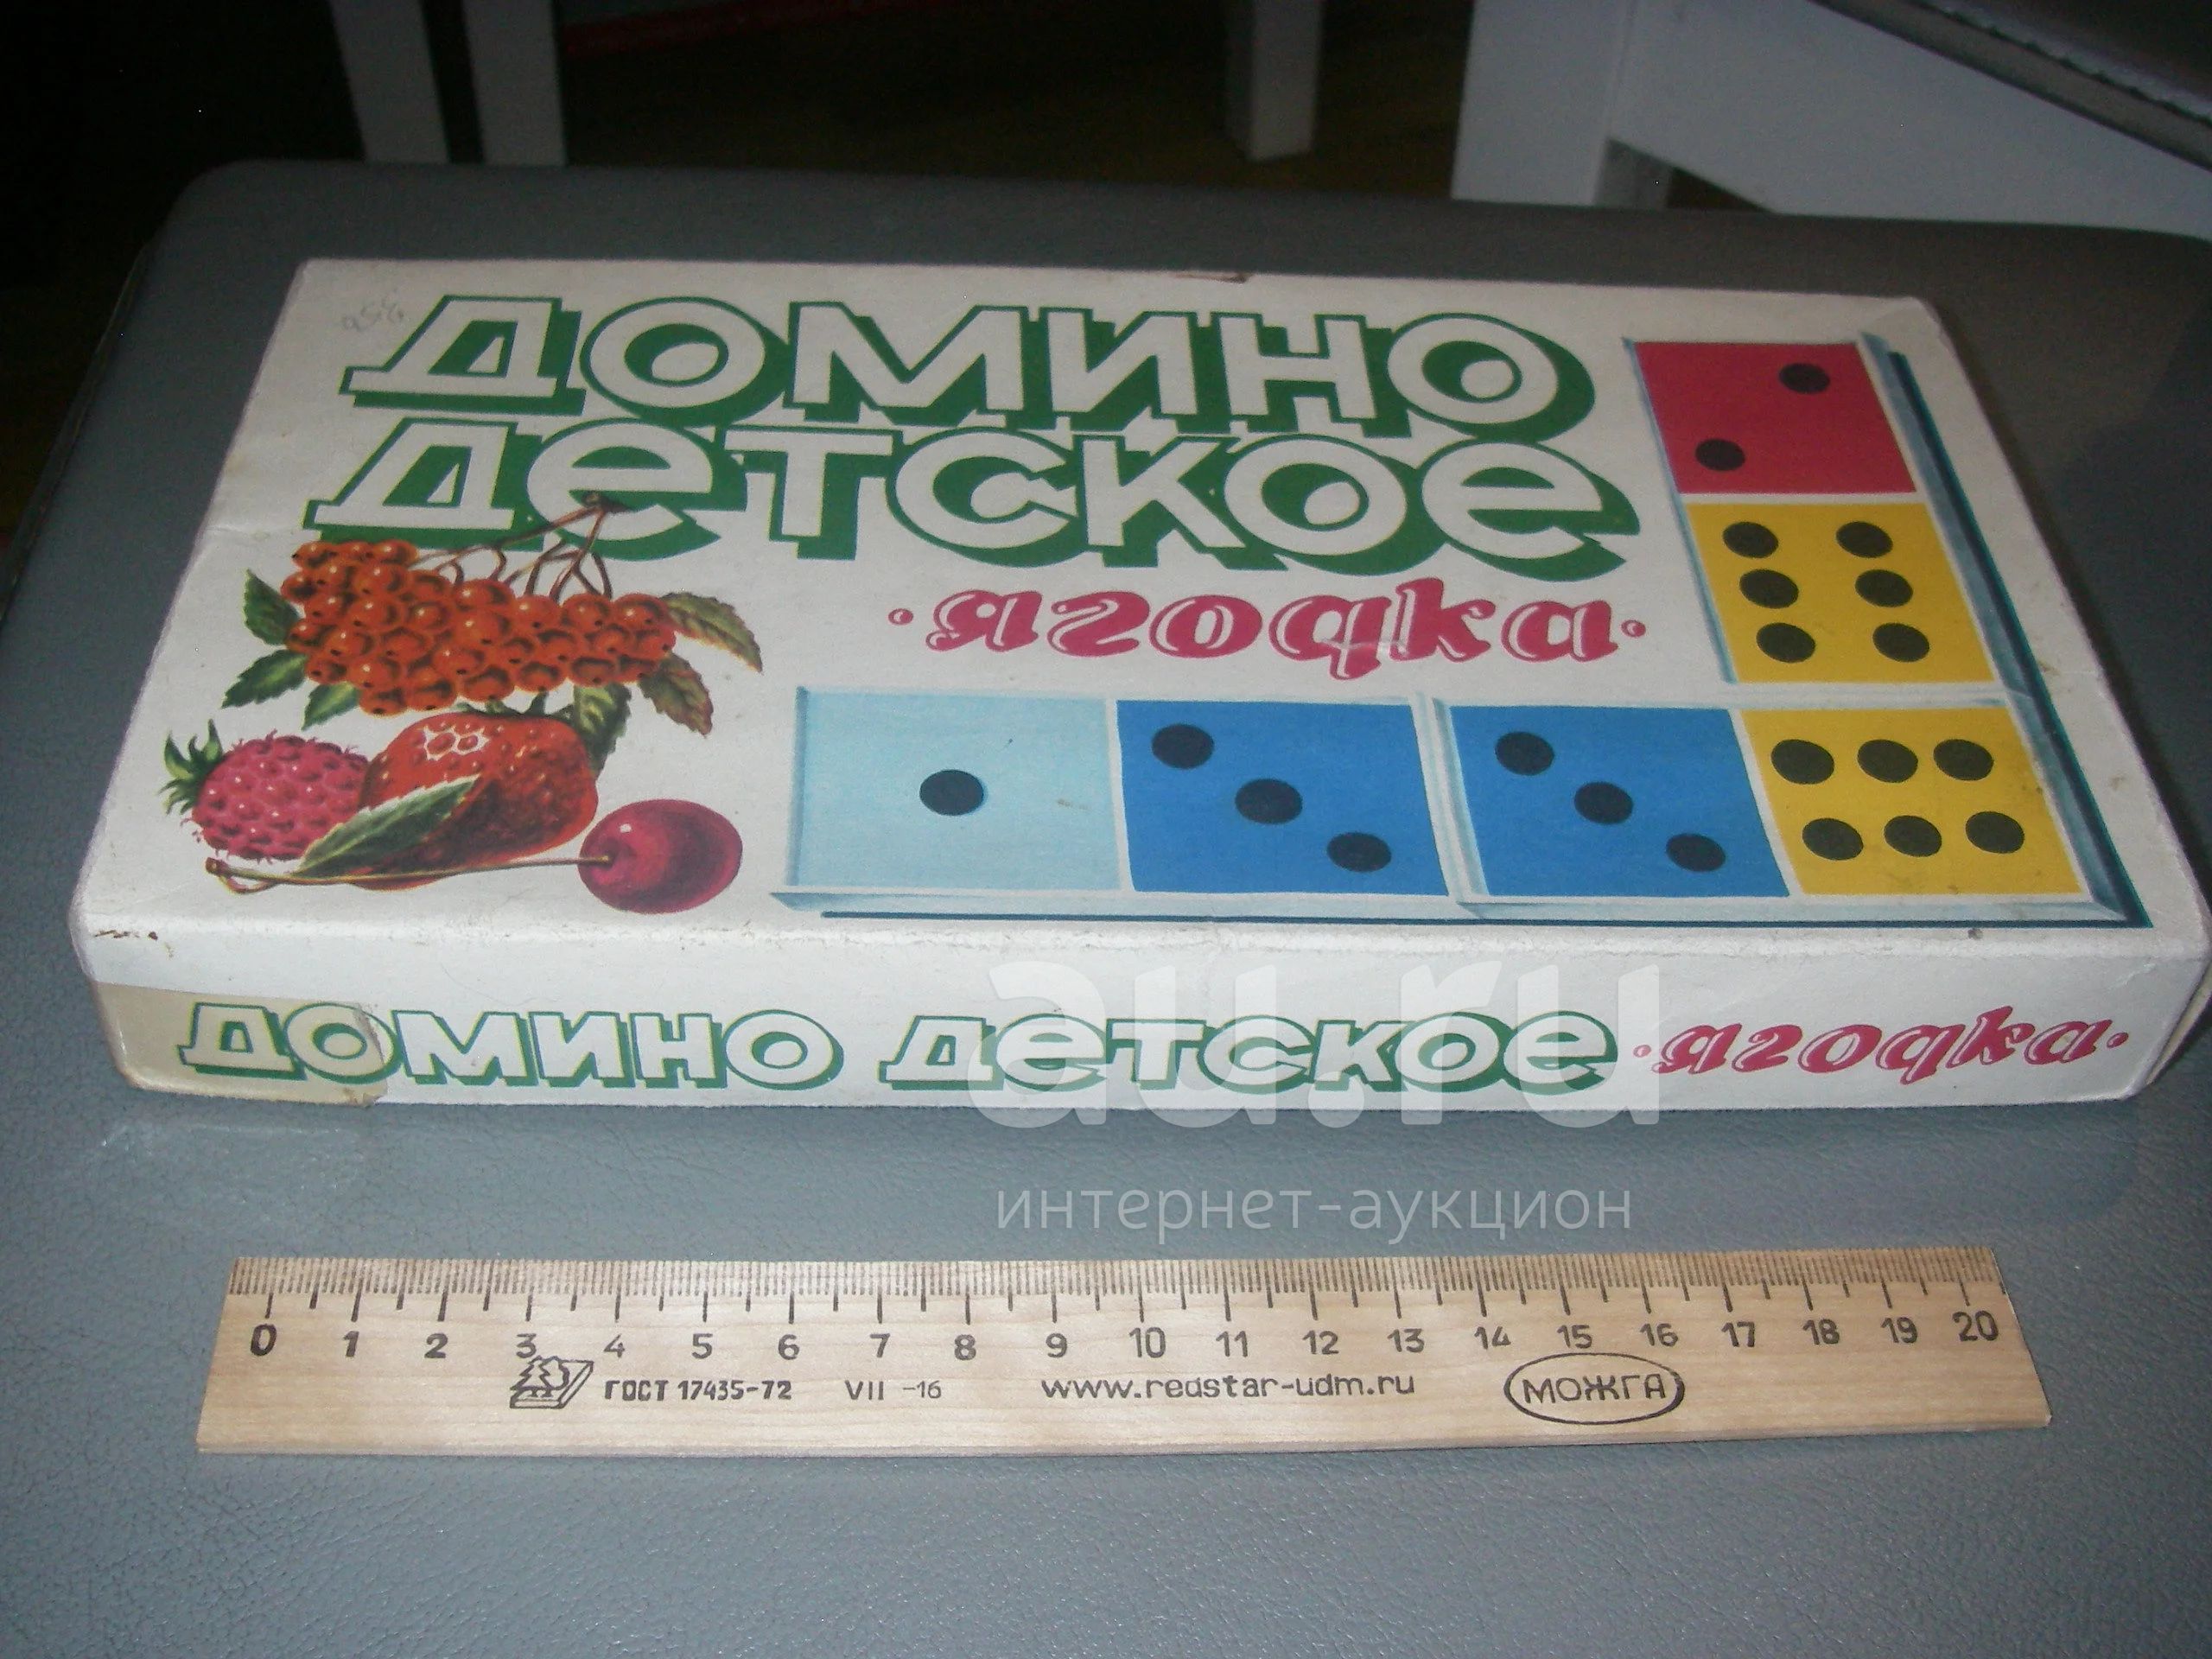 ДОМИНО
ДЕТСКОЕ
·ягодка·
ДОМИНО ДЕТСКОЕ ·ягодка·
au.ru
интернет-аукцион
0 1 2 3 4 5 6 7 8 9 10 11 12 13 14 15 16 17 18 19 20
ГОСТ 17435-72 VII -16 www.redstar-udm.ru МОЖГА